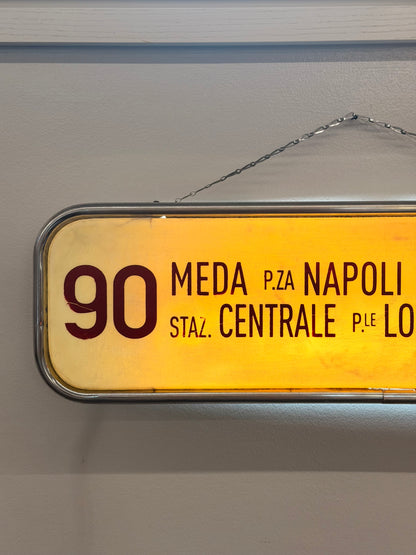 90
MEDA P.ZA NAPOLI
STAZ. CENTRALE P.LE LO